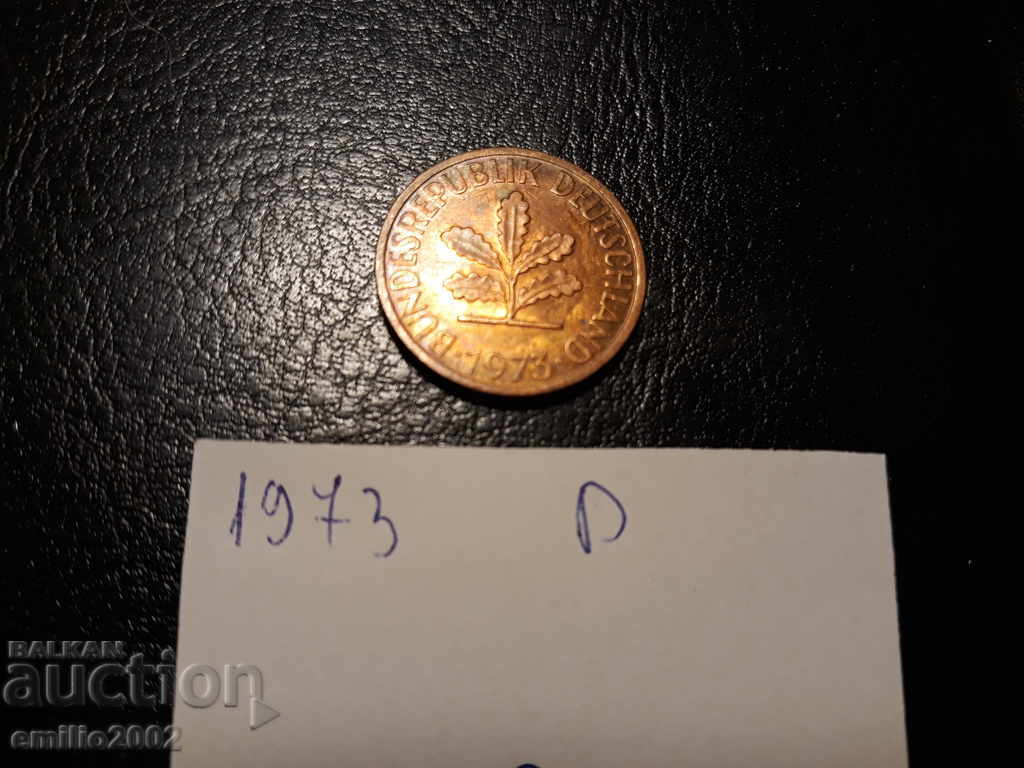 BUNDESREPUBLIK DEUTSCHLAND
· 1973 ·
1973 D
BALKAN
auction
emilio2002